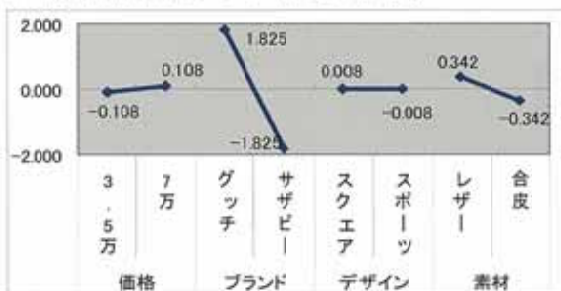 2.000
0.000
-2.000
-0.108
0.108
1.825
-1.825
0.008
-0.008
0.342
-0.342
3.5万
7万
グッチ
サザビー
スクエア
スポーツ
レザー
合皮
価格
ブランド
デザイン
素材